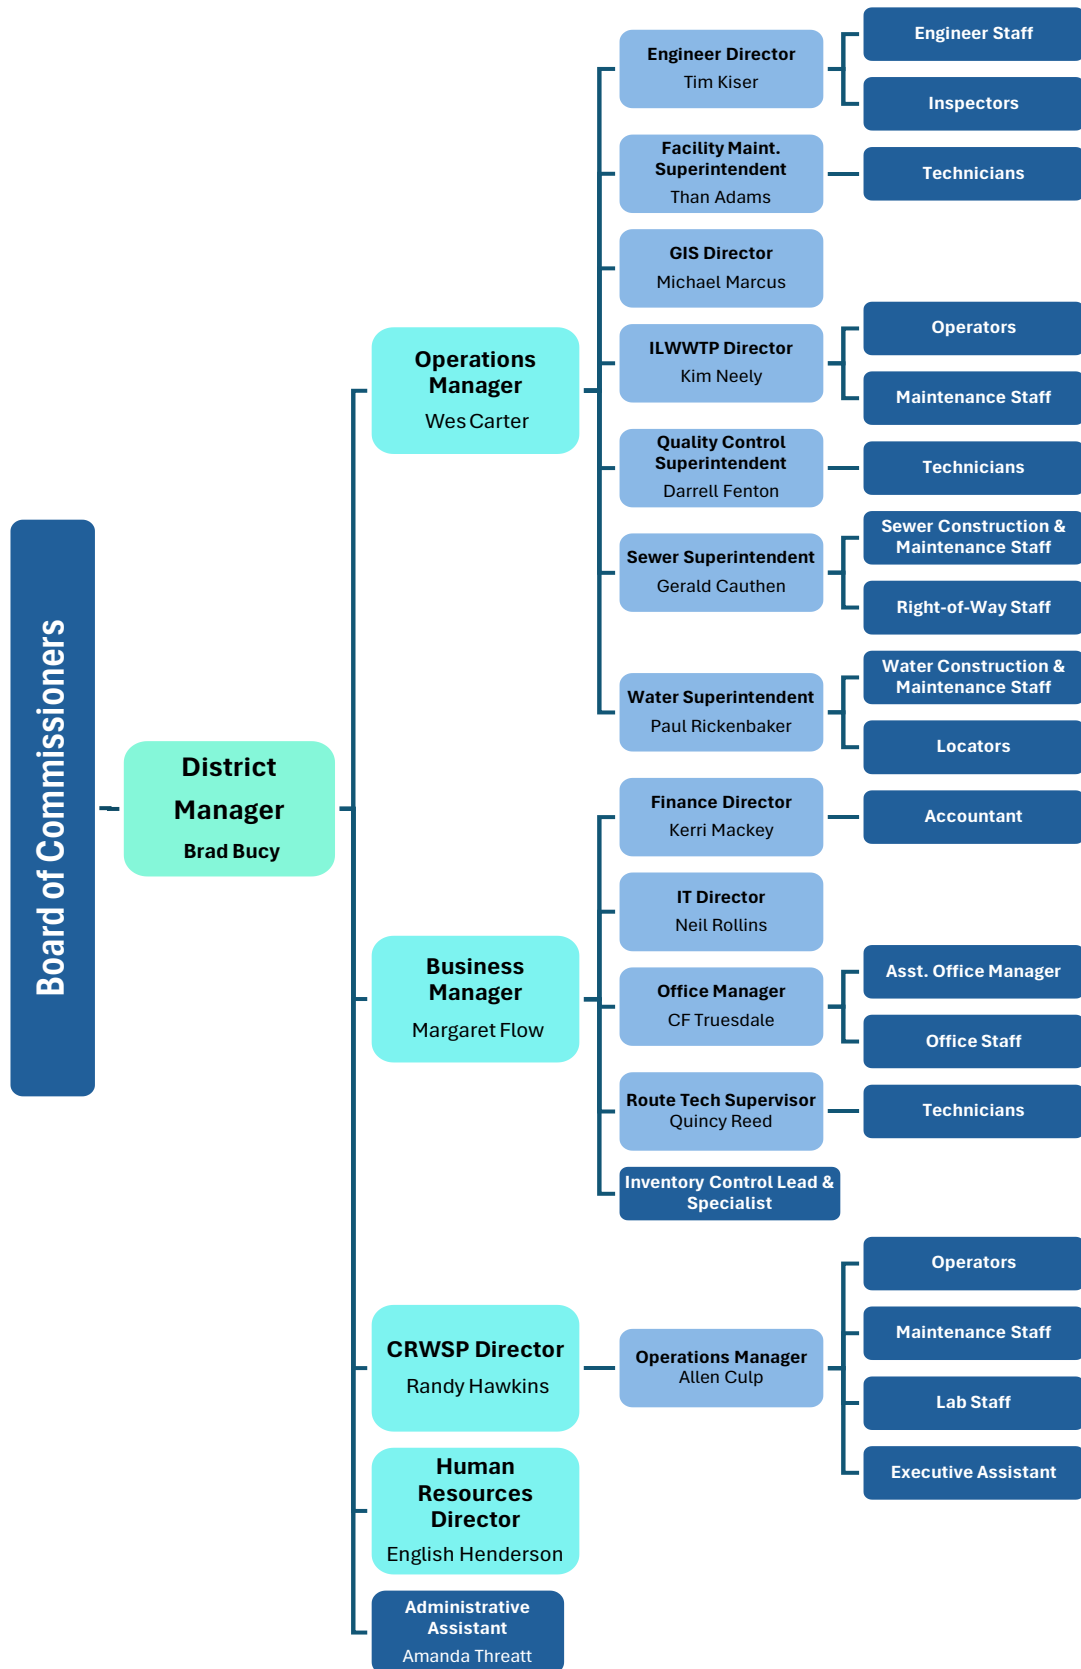 Board of Commissioners
District
Manager
Brad Bucy
Operations
Manager
Wes Carter
Engineer Director
Tim Kiser
Engineer Staff
Inspectors
Facility Maint.
Superintendent
Than Adams
Technicians
GIS Director
Michael Marcus
ILWWTP Director
Kim Neely
Operators
Maintenance Staff
Quality Control
Superintendent
Darrell Fenton
Technicians
Sewer Superintendent
Gerald Cauthen
Sewer Construction &
Maintenance Staff
Right-of-Way Staff
Water Superintendent
Paul Rickenbaker
Water Construction &
Maintenance Staff
Locators
Business
Manager
Margaret Flow
Finance Director
Kerri Mackey
Accountant
IT Director
Neil Rollins
Office Manager
CF Truesdale
Asst. Office Manager
Office Staff
Route Tech Supervisor
Quincy Reed
Technicians
Inventory Control Lead &
Specialist
CRWSP Director
Randy Hawkins
Operations Manager
Allen Culp
Operators
Maintenance Staff
Lab Staff
Executive Assistant
Human
Resources
Director
English Henderson
Administrative
Assistant
Amanda Threatt